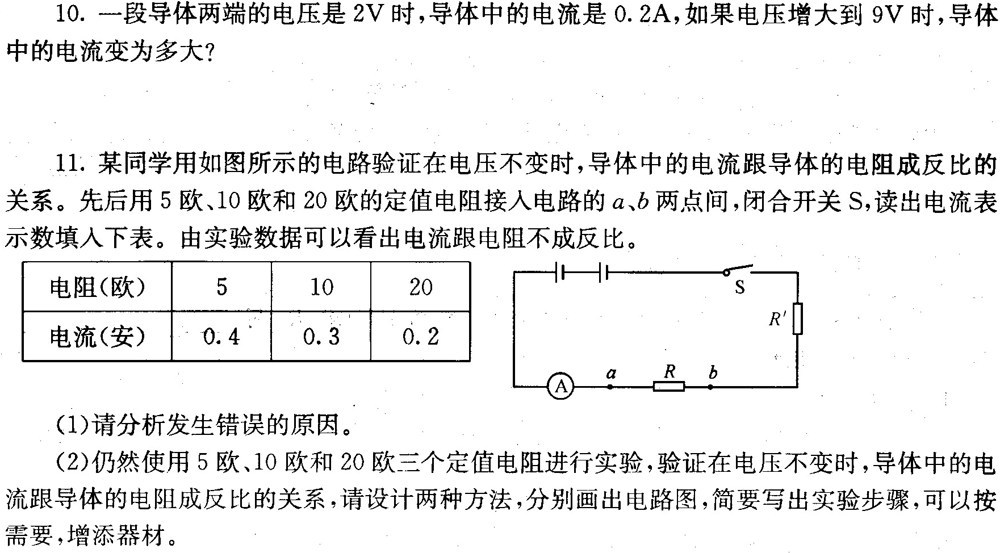 10. 一段导体两端的电压是 2V 时,导体中的电流是 0.2A,如果电压增大到 9V 时,导体
中的电流变为多大?
11. 某同学用如图所示的电路验证在电压不变时,导体中的电流跟导体的电阻成反比的
关系。先后用 5 欧、10 欧和 20 欧的定值电阻接入电路的 a、b 两点间,闭合开关 S,读出电流表
示数填入下表。由实验数据可以看出电流跟电阻不成反比。
电阻(欧) 5 10 20
电流(安) 0.4 0.3 0.2
S
R′
a R b
A
(1)请分析发生错误的原因。
(2)仍然使用 5 欧、10 欧和 20 欧三个定值电阻进行实验,验证在电压不变时,导体中的电
流跟导体的电阻成反比的关系,请设计两种方法,分别画出电路图,简要写出实验步骤,可以按
需要,增添器材。